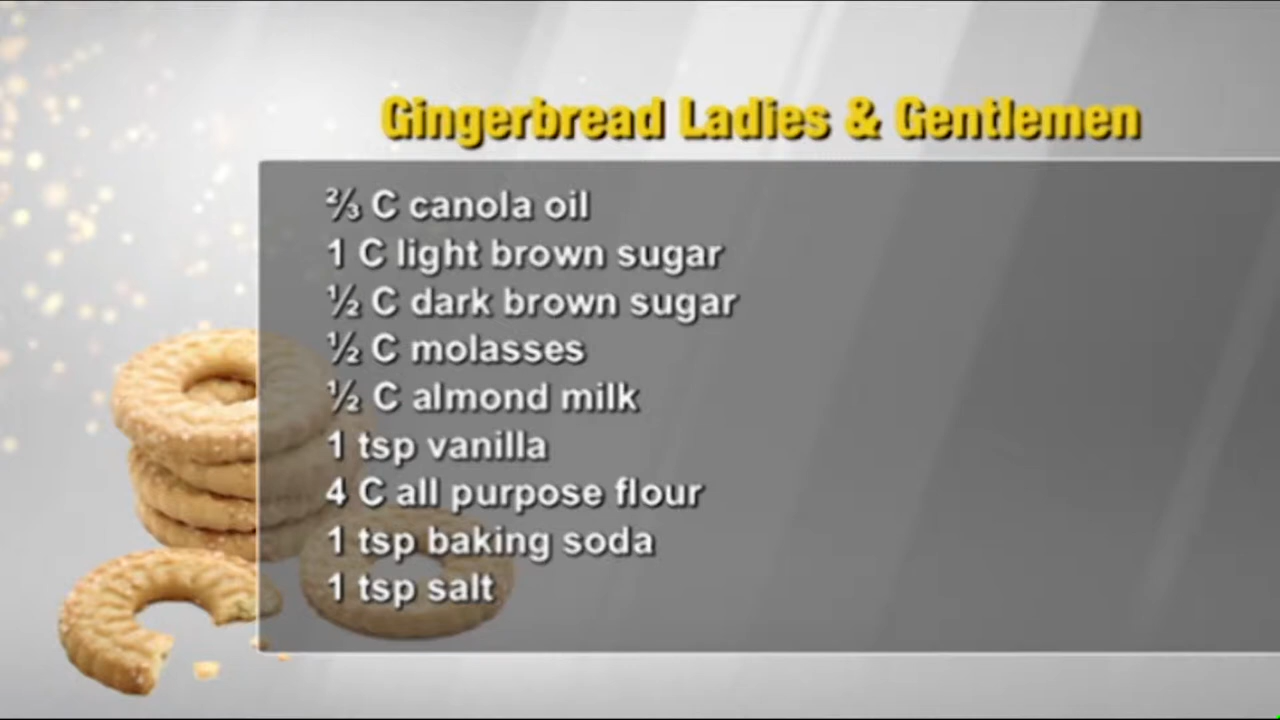 Gingerbread Ladies & Gentlemen
⅔ C canola oil
1 C light brown sugar
½ C dark brown sugar
½ C molasses
½ C almond milk
1 tsp vanilla
4 C all purpose flour
1 tsp baking soda
1 tsp salt